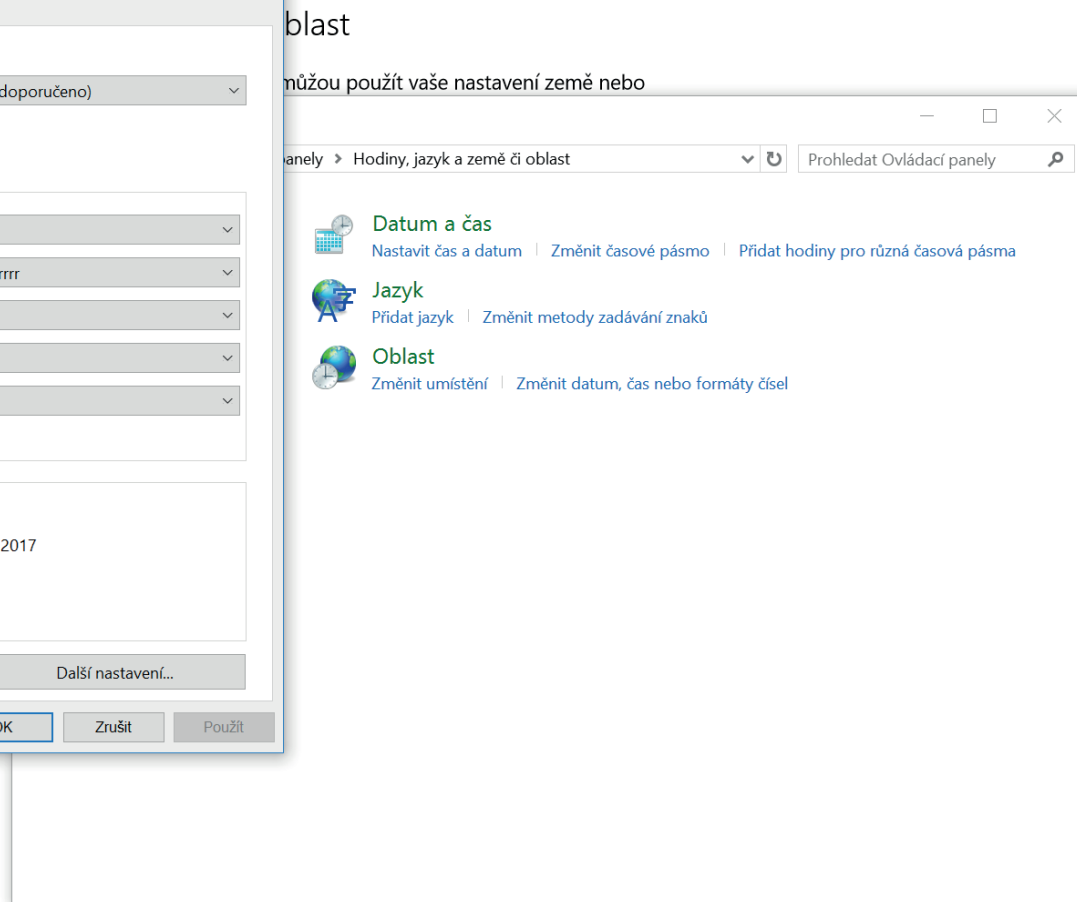 blast
můžou použít vaše nastavení země nebo
doporučeno)
anely > Hodiny, jazyk a země či oblast
Prohledat Ovládací panely
Datum a čas
Nastavit čas a datum | Změnit časové pásmo | Přidat hodiny pro různá časová pásma
Jazyk
Přidat jazyk | Změnit metody zadávání znaků
Oblast
Změnit umístění | Změnit datum, čas nebo formáty čísel
rrrr
2017
Další nastavení...
OK
Zrušit
Použít